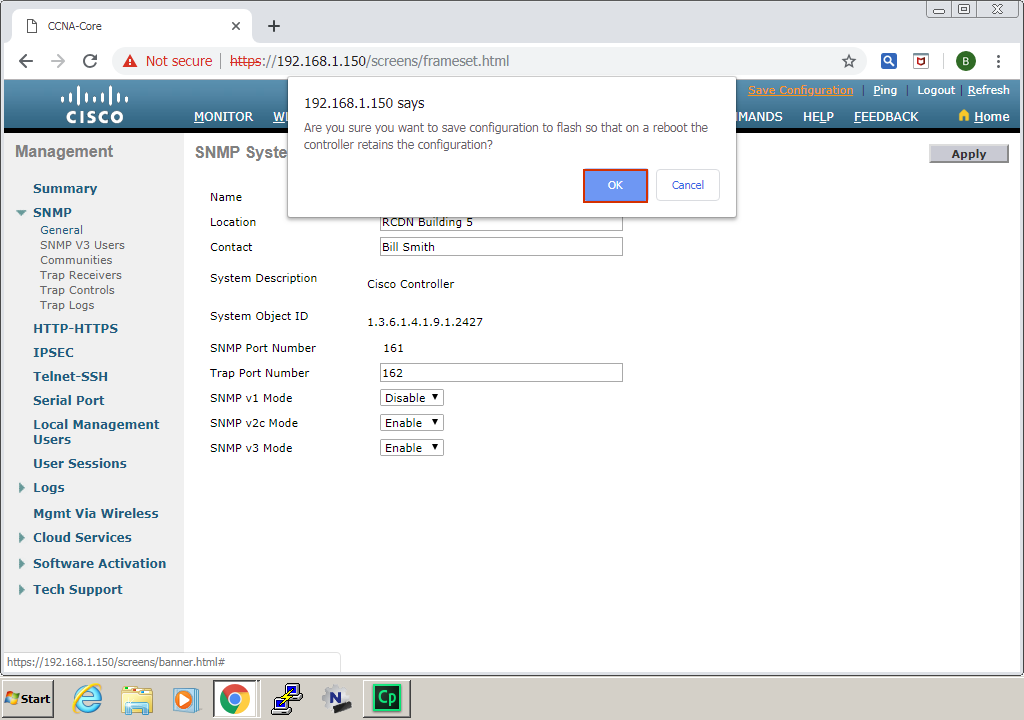 CCNA-Core
Not secure https://192.168.1.150/screens/frameset.html
B
192.168.1.150 says
Are you sure you want to save configuration to flash so that on a reboot the
controller retains the configuration?
OK Cancel
Save Configuration Ping Logout Refresh
CISCO
MONITOR HELP FEEDBACK Home
Management
Summary
SNMP
General
SNMP V3 Users
Communities
Trap Receivers
Trap Controls
Trap Logs
HTTP-HTTPS
IPSEC
Telnet-SSH
Serial Port
Local Management
Users
User Sessions
Logs
Mgmt Via Wireless
Cloud Services
Software Activation
Tech Support
SNMP Apply
Name
Location RCDN Building 5
Contact Bill Smith
System Description Cisco Controller
System Object ID 1.3.6.1.4.1.9.1.2427
SNMP Port Number 161
Trap Port Number 162
SNMP v1 Mode Disable
SNMP v2c Mode Enable
SNMP v3 Mode Enable
https://192.168.1.150/screens/banner.html#
Start
N
Cp